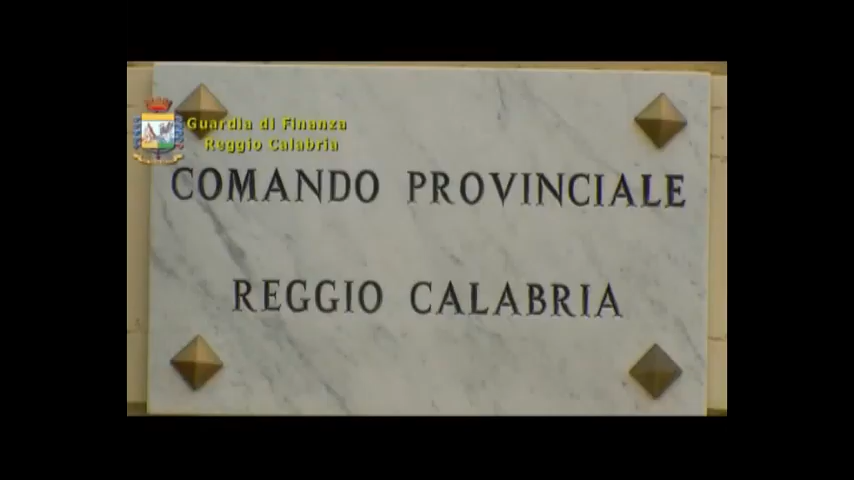 Guardia di Finanza
Reggio Calabria
COMANDO PROVINCIALE
REGGIO CALABRIA